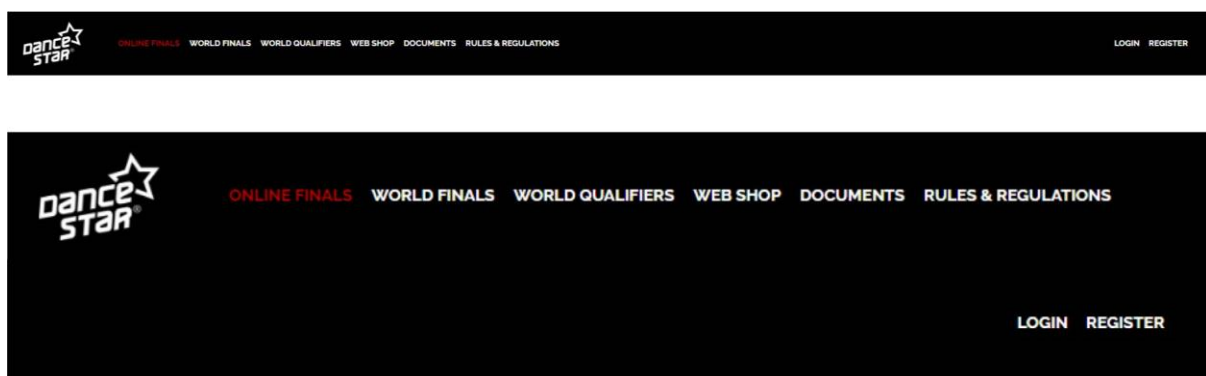 Dance STAR®
ONLINE FINALS WORLD FINALS WORLD QUALIFIERS WEB SHOP DOCUMENTS RULES & REGULATIONS LOGIN REGISTER
Dance STAR®
ONLINE FINALS WORLD FINALS WORLD QUALIFIERS WEB SHOP DOCUMENTS RULES & REGULATIONS
LOGIN REGISTER